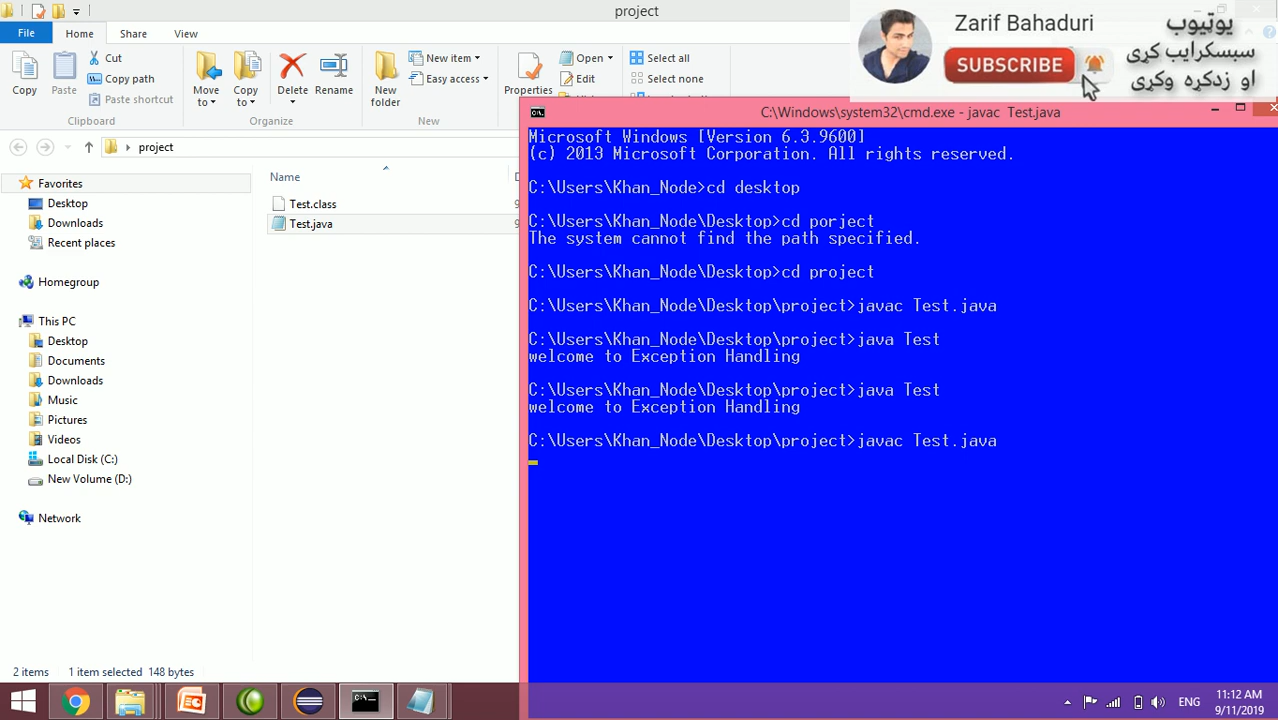 project
File
Home
Share
View
Copy
Paste
Cut
Copy path
Paste shortcut
Clipboard
Move to
Copy to
Delete
Rename
Organize
New folder
New item
Easy access
New
Properties
Open
Edit
Select all
Select none
Zarif Bahaduri
SUBSCRIBE
یوتیوب
سبسکرایب کړی
او زدکړه وکړی
project
Favorites
Desktop
Downloads
Recent places
Homegroup
This PC
Desktop
Documents
Downloads
Music
Pictures
Videos
Local Disk (C:)
New Volume (D:)
Network
Name
Test.class
Test.java
C:\Windows\system32\cmd.exe - javac Test.java
Microsoft Windows [Version 6.3.9600]
(c) 2013 Microsoft Corporation. All rights reserved.
C:\Users\Khan_Node>cd desktop
C:\Users\Khan_Node\Desktop>cd porject
The system cannot find the path specified.
C:\Users\Khan_Node\Desktop>cd project
C:\Users\Khan_Node\Desktop\project>javac Test.java
C:\Users\Khan_Node\Desktop\project>java Test
welcome to Exception Handling
C:\Users\Khan_Node\Desktop\project>java Test
welcome to Exception Handling
C:\Users\Khan_Node\Desktop\project>javac Test.java
2 items 1 item selected 148 bytes
ENG
11:12 AM
9/11/2019